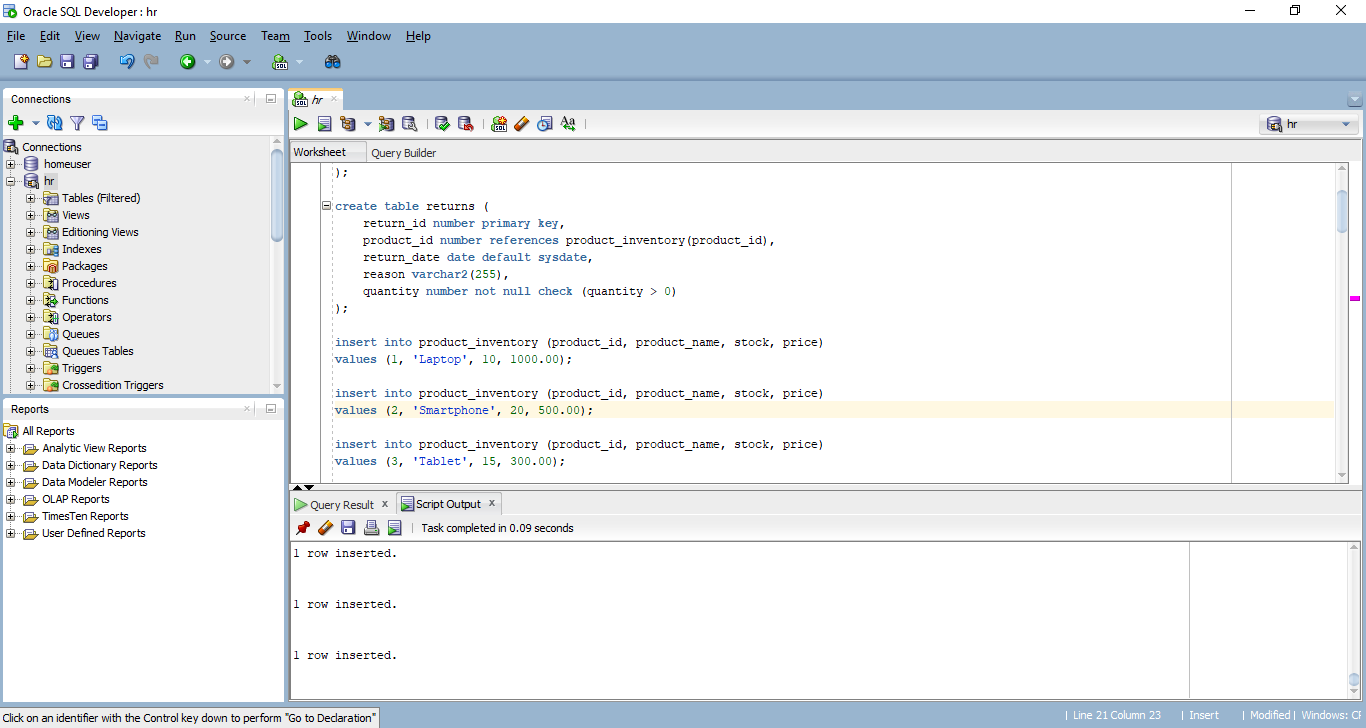 Oracle SQL Developer : hr
File Edit View Navigate Run Source Team Tools Window Help
Connections
Connections
homeuser
hr
Tables (Filtered)
Views
Editioning Views
Indexes
Packages
Procedures
Functions
Operators
Queues
Queues Tables
Triggers
Crossedition Triggers
Reports
All Reports
Analytic View Reports
Data Dictionary Reports
Data Modeler Reports
OLAP Reports
TimesTen Reports
User Defined Reports
hr
hr
Worksheet Query Builder
);
create table returns (
return_id number primary key,
product_id number references product_inventory(product_id),
return_date date default sysdate,
reason varchar2(255),
quantity number not null check (quantity > 0)
);
insert into product_inventory (product_id, product_name, stock, price)
values (1, 'Laptop', 10, 1000.00);
insert into product_inventory (product_id, product_name, stock, price)
values (2, 'Smartphone', 20, 500.00);
insert into product_inventory (product_id, product_name, stock, price)
values (3, 'Tablet', 15, 300.00);
Query Result x Script Output x
Task completed in 0.09 seconds
1 row inserted.
1 row inserted.
1 row inserted.
Click on an identifier with the Control key down to perform "Go to Declaration"
| Line 21 Column 23 | Insert | Modified | Windows: